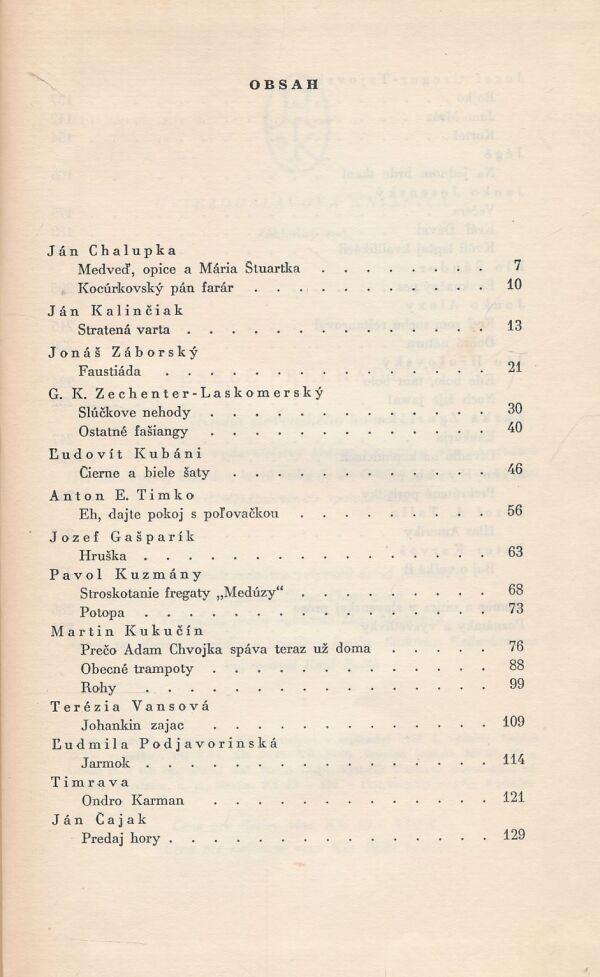 OBSAH
Ján Chalupka
Medveď, opice a Mária Štuartka . . . . . . . . 7
Kocúrkovský pán farár . . . . . . . . . . 10
Ján Kalinčiak
Stratená varta . . . . . . . . . . . . . 13
Jonáš Záborský
Faustiáda . . . . . . . . . . . . . . 21
G. K. Zechenter-Laskomerský
Slúčkove nehody . . . . . . . . . . . . 30
Ostatné fašiangy . . . . . . . . . . . . 40
Ľudovít Kubáni
Čierne a biele šaty . . . . . . . . . . . 46
Anton E. Timko
Eh, dajte pokoj s poľovačkou . . . . . . . . . 56
Jozef Gašparík
Hruška . . . . . . . . . . . . . . . 63
Pavol Kuzmány
Stroskotanie fregaty „Medúzy“ . . . . . . . . . 68
Potopa . . . . . . . . . . . . . . . 73
Martin Kukučín
Prečo Adam Chvojka spáva teraz už doma . . . . . 76
Obecné trampoty . . . . . . . . . . . . 88
Rohy . . . . . . . . . . . . . . . 99
Terézia Vansová
Johankin zajac . . . . . . . . . . . . 109
Ľudmila Podjavorinská
Jarmok . . . . . . . . . . . . . . . 114
Timrava
Ondro Karman . . . . . . . . . . . . 121
Ján Čajak
Predaj hory . . . . . . . . . . . . . . 129